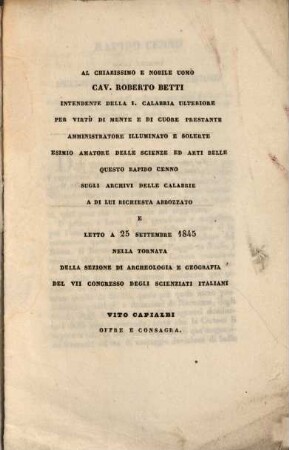 AL CHIARISSIMO E NOBILE UOMO
CAV. ROBERTO BETTI
INTENDENTE DELLA I. CALABRIA ULTERIORE
PER VIRTÙ DI MENTE E DI CUORE PRESTANTE
AMMINISTRATORE ILLUMINATO E SOLERTE
ESIMIO AMATORE DELLE SCIENZE ED ARTI BELLE
QUESTO RAPIDO CENNO
SUGLI ARCHIVI DELLE CALABRIE
A DI LUI RICHIESTA ABBOZZATO
E
LETTO A 25 SETTEMBRE 1845
NELLA TORNATA
DELLA SEZIONE DI ARCHEOLOGIA E GEOGRAFIA
DEL VII CONGRESSO DEGLI SCIENZIATI ITALIANI
VITO CAPIALBI
OFFRE E CONSAGRA.